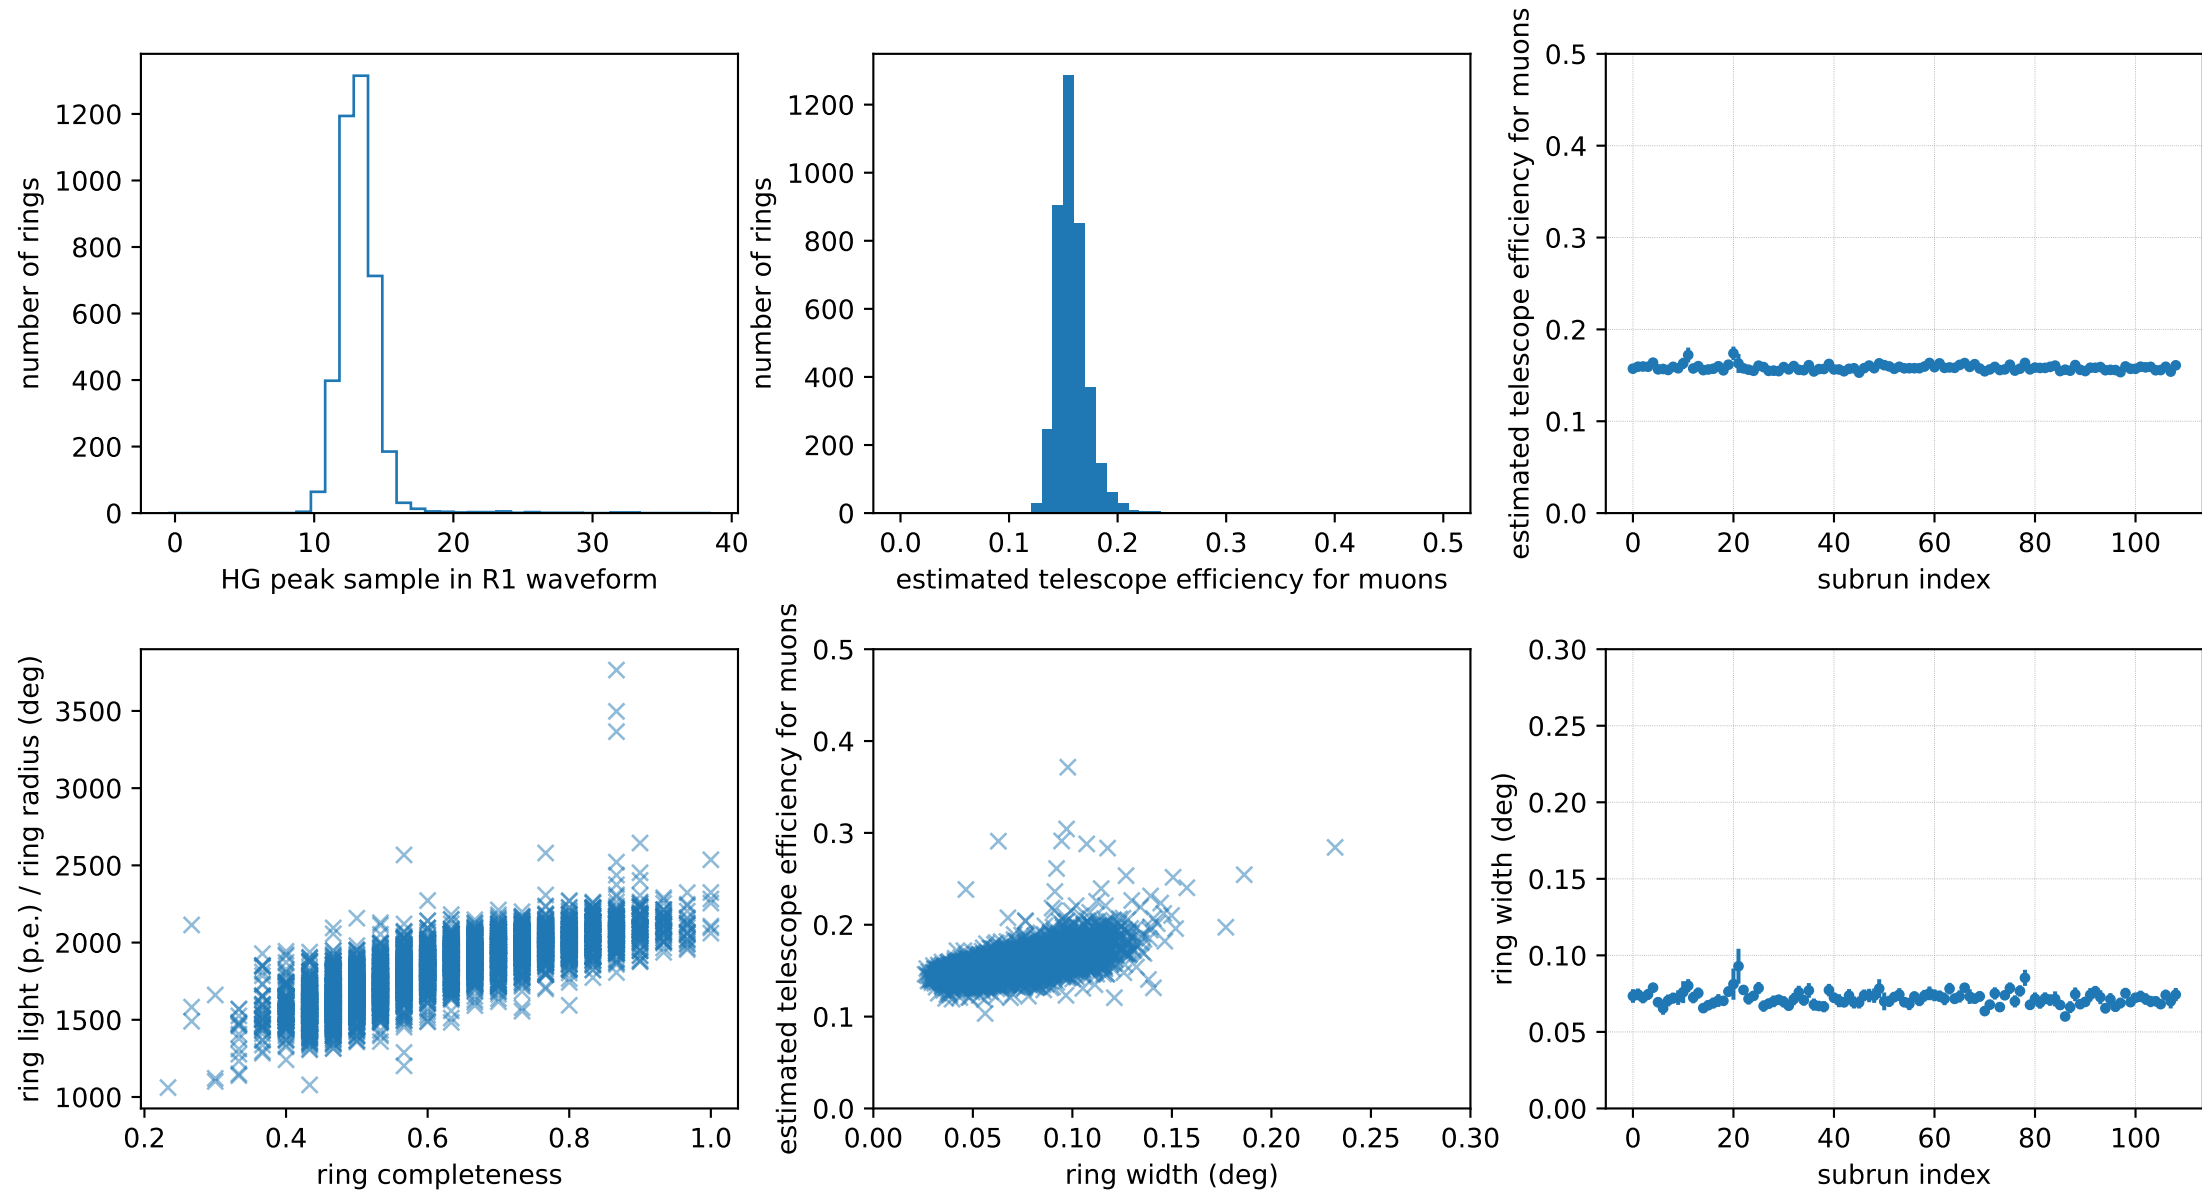 number of rings
1200
1000
800
600
400
200
0
0 10 20 30 40
HG peak sample in R1 waveform
number of rings
1200
1000
800
600
400
200
0
0.0 0.1 0.2 0.3 0.4 0.5
estimated telescope efficiency for muons
estimated telescope efficiency for muons
0.5
0.4
0.3
0.2
0.1
0.0
0 20 40 60 80 100
subrun index
ring light (p.e.) / ring radius (deg)
3500
3000
2500
2000
1500
1000
0.2 0.4 0.6 0.8 1.0
ring completeness
estimated telescope efficiency for muons
0.5
0.4
0.3
0.2
0.1
0.0
0.00 0.05 0.10 0.15 0.20 0.25 0.30
ring width (deg)
ring width (deg)
0.30
0.25
0.20
0.15
0.10
0.05
0.00
0 20 40 60 80 100
subrun index